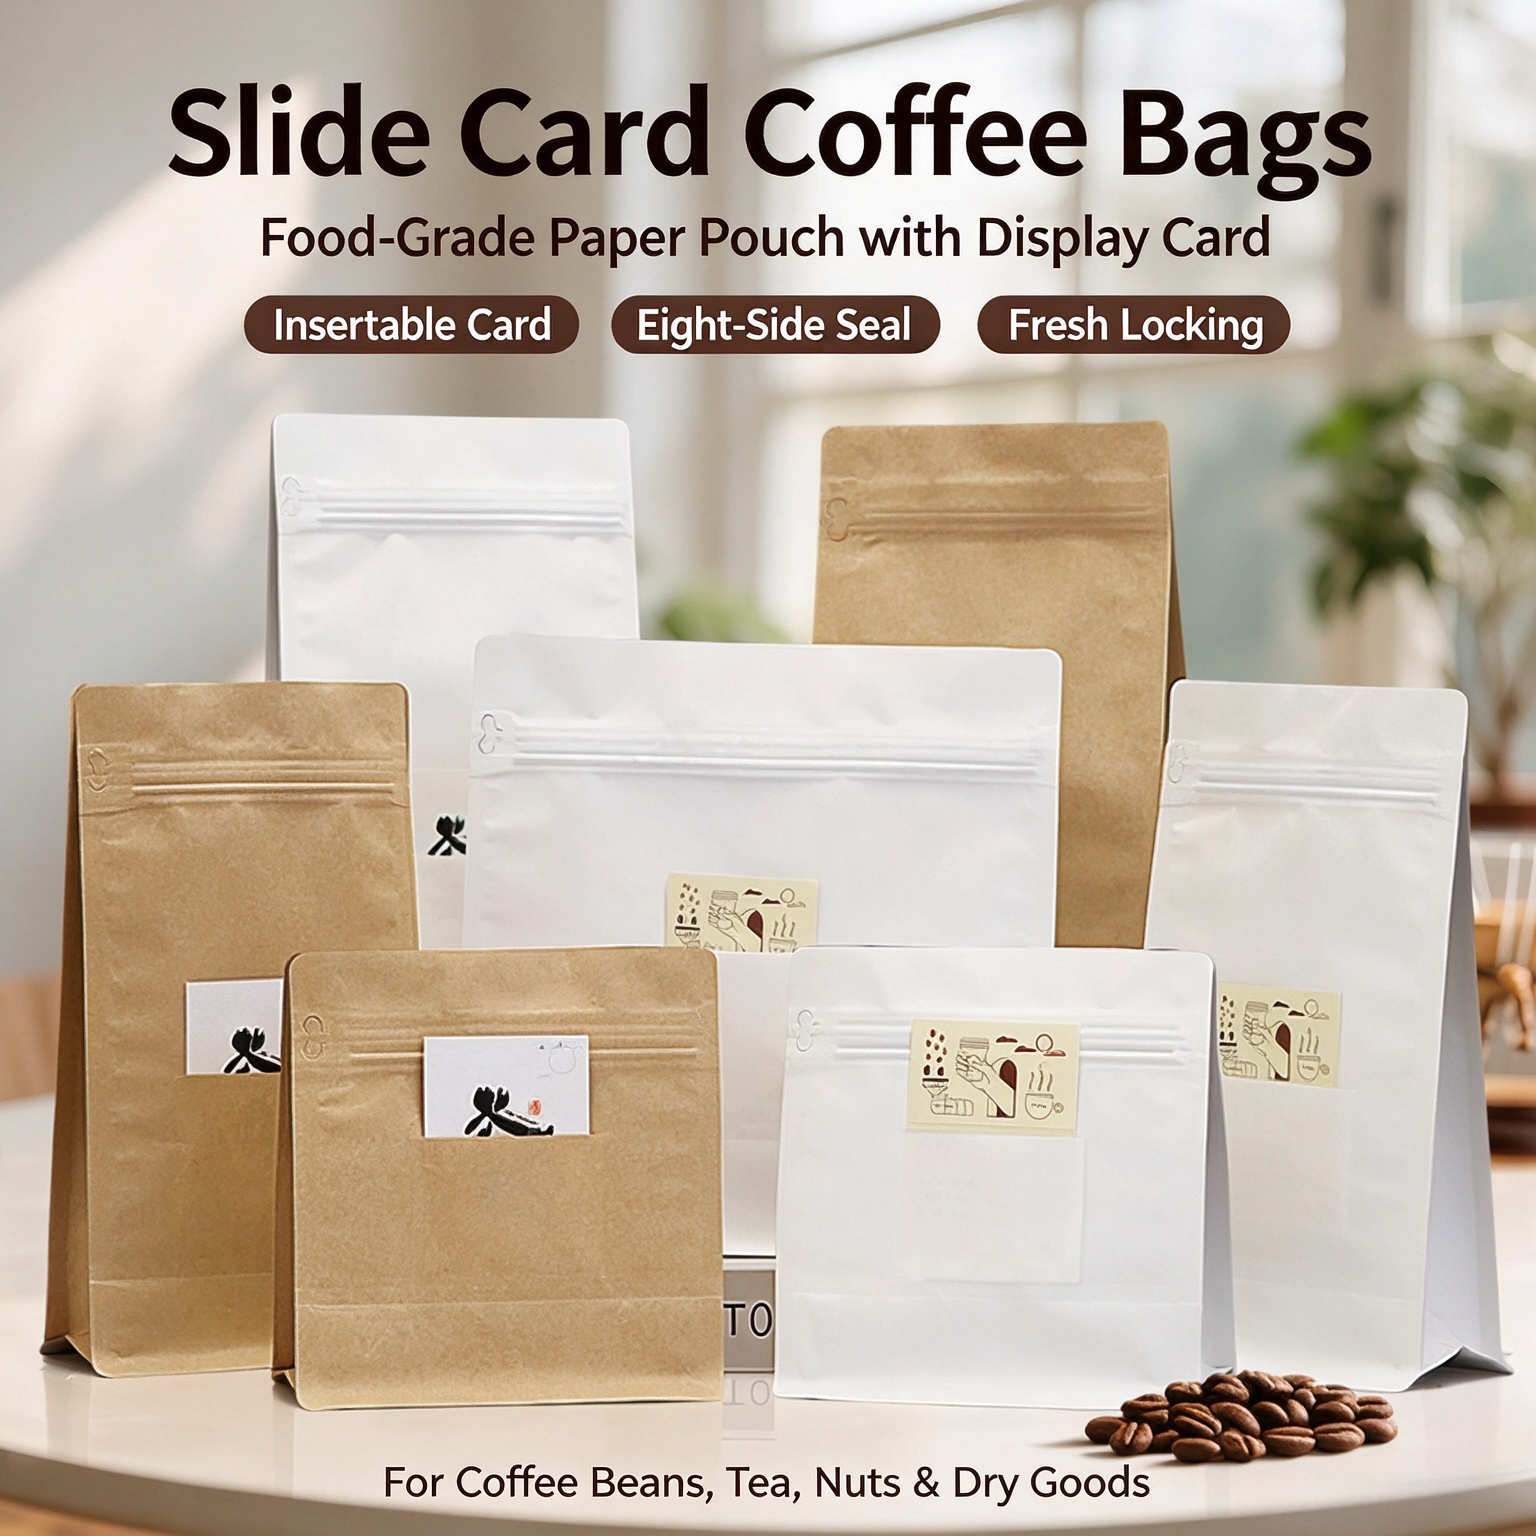 Slide Card Coffee Bags
Food-Grade Paper Pouch with Display Card
Insertable Card
Eight-Side Seal
Fresh Locking
TO
For Coffee Beans, Tea, Nuts & Dry Goods